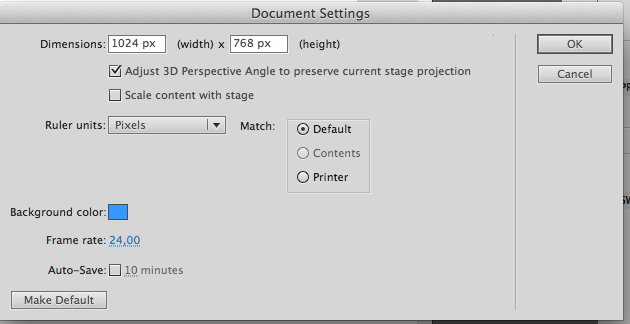 Document Settings
Dimensions: 1024 px (width) x 768 px (height)
OK
Adjust 3D Perspective Angle to preserve current stage projection
Cancel
Scale content with stage
Ruler units: Pixels Match: Default
Contents
Printer
Background color:
Frame rate: 24,00
Auto-Save: 10 minutes
Make Default